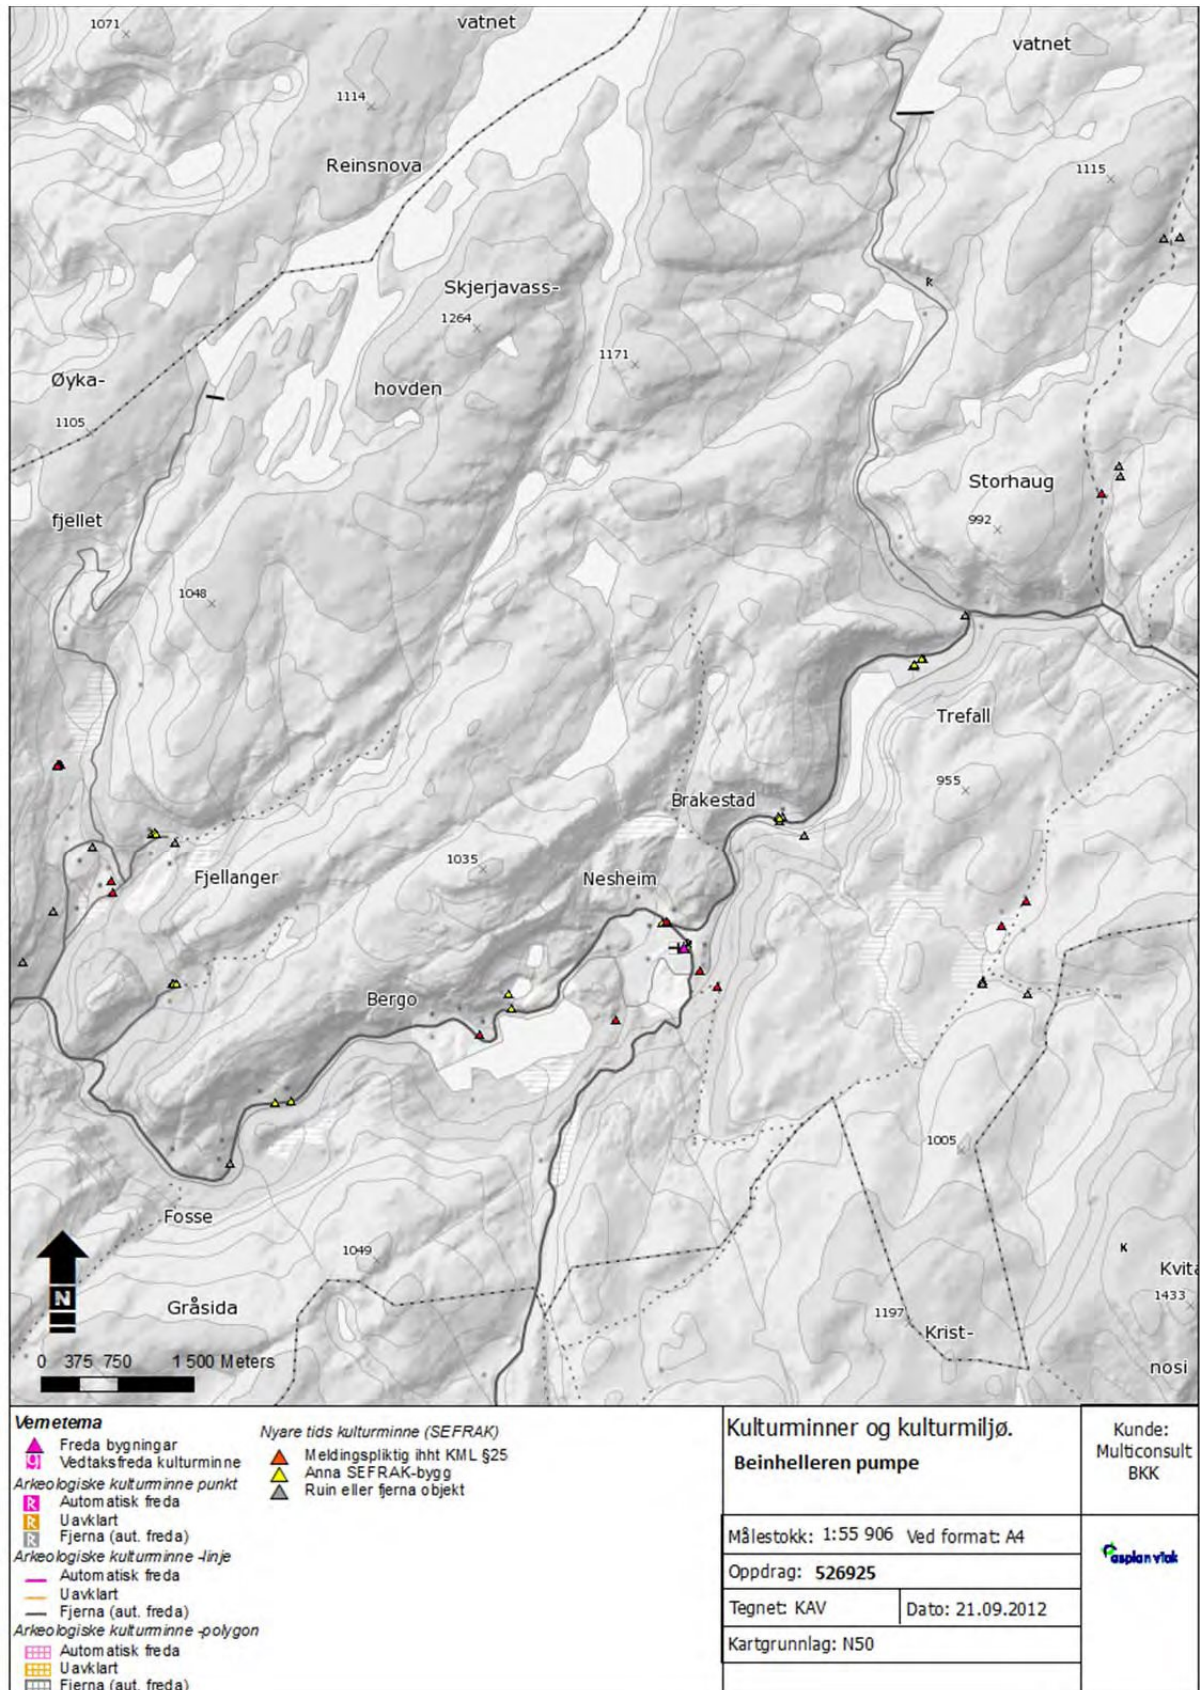 1071
vatnet
vatnet
1114
Reinsnova
1115
Skjerjavass-
1264
1171
Øyka-
hovden
1105
Storhaug
fjellet
992
1048
Trefall
955
Brakestad
1035
Fjellanger
Nesheim
Bergo
1005
Fosse
1049
K
Kvita
1433
N
Gråsida
1197
Krist-
nosi
0 375 750 1 500 Meters
Vernetema
Freda bygningar
Vedtaksfreda kulturminne
Arkeologiske kulturminne punkt
R Automatisk freda
R Uavklart
R Fjerna (aut. freda)
Arkeologiske kulturminne -linje
Automatisk freda
Uavklart
Fjerna (aut. freda)
Arkeologiske kulturminne -polygon
Automatisk freda
Uavklart
Fjerna (aut. freda)
Nyare tids kulturminne (SEFRAK)
Meldingspliktig ihht KML §25
Anna SEFRAK-bygg
Ruin eller fjerna objekt
Kulturminner og kulturmiljø.
Beinhelleren pumpe
Kunde:
Multiconsult
BKK
Målestokk: 1:55 906 Ved format: A4
Oppdrag: 526925
Tegnet: KAV
Dato: 21.09.2012
Kartgrunnlag: N50
asplan viak